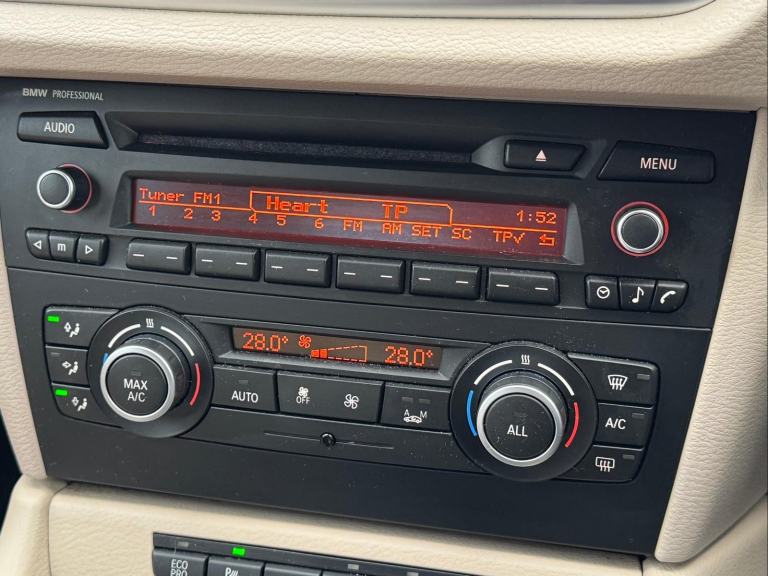 BMW PROFESSIONAL
AUDIO
MENU
Tuner FM1 Heart TP 1:52
1 2 3 4 5 6 FM AM SET SC TP✓
m
28.0° 28.0°
MAX
A/C
AUTO
OFF
A M
ALL
A/C
ECO
PRO
P